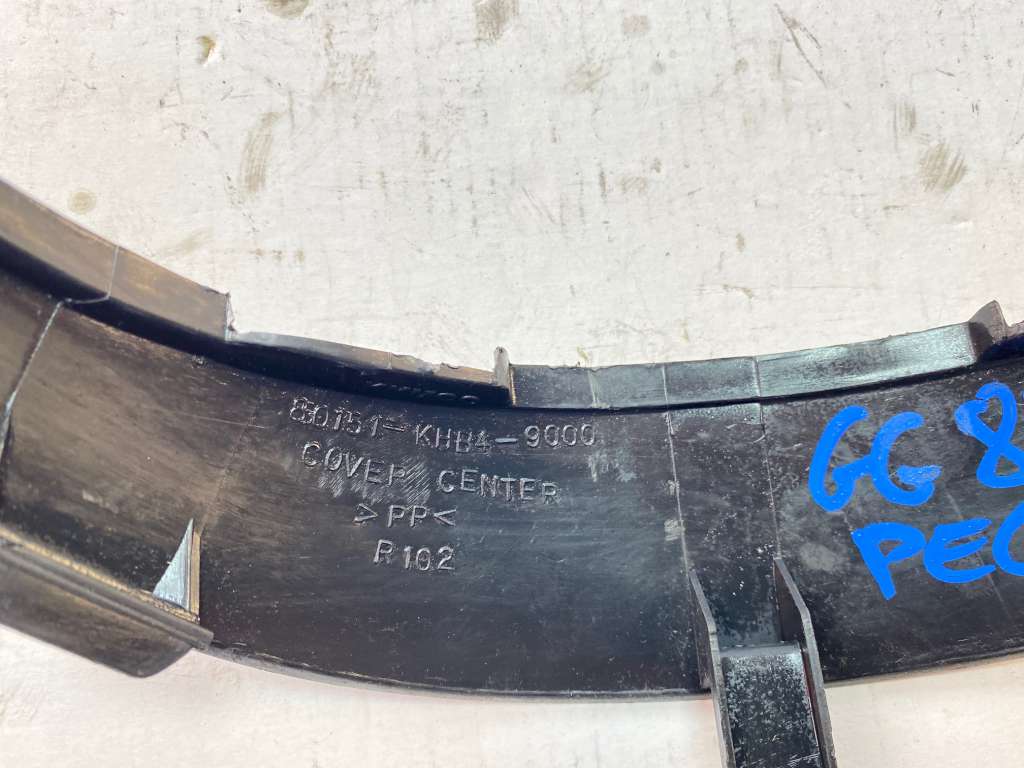 80151-KHB4-9000
COVER CENTER
>PP<
R102
GG 8
PEC